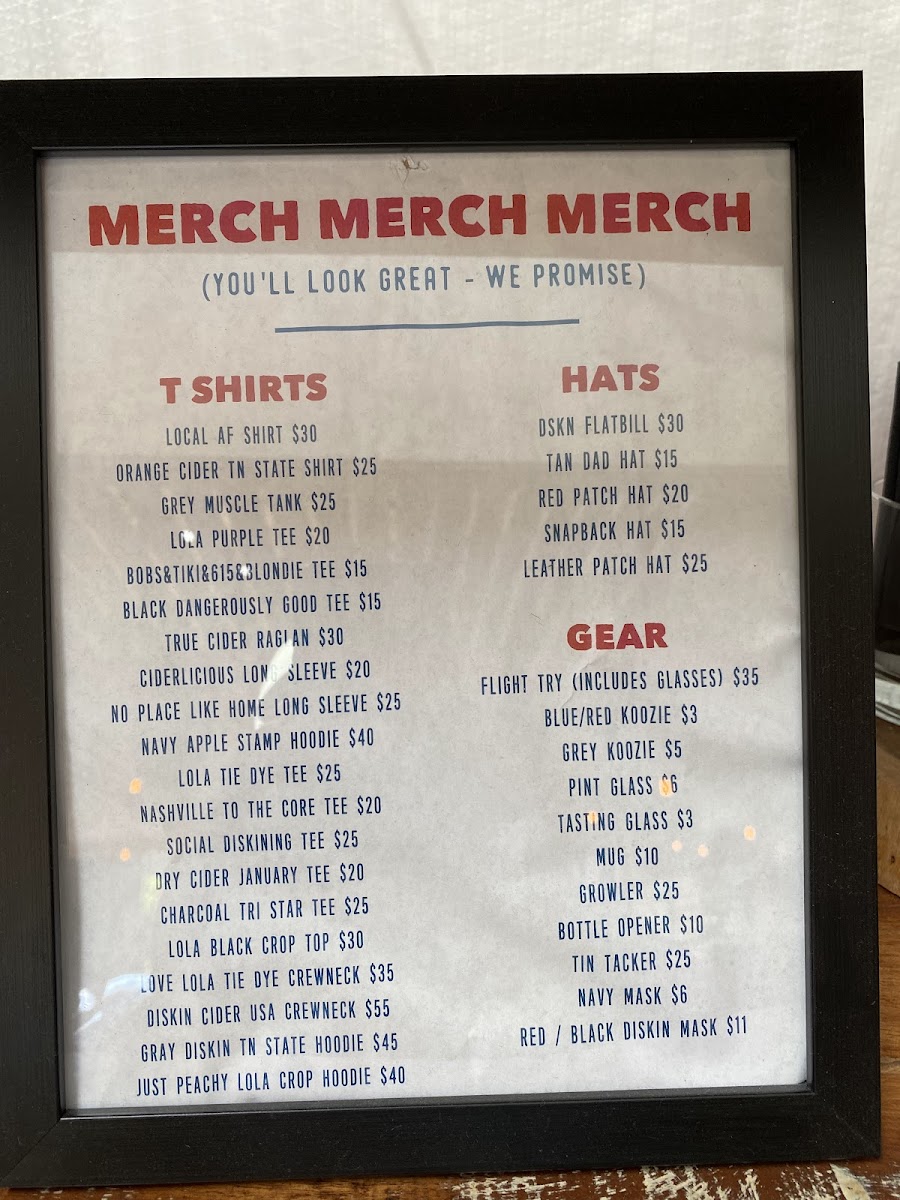 MERCH MERCH MERCH
(YOU'LL LOOK GREAT - WE PROMISE)
T SHIRTS
LOCAL AF SHIRT $30
ORANGE CIDER TN STATE SHIRT $25
GREY MUSCLE TANK $25
LOLA PURPLE TEE $20
BOBS&TIKI&615&BLONDIE TEE $15
BLACK DANGEROUSLY GOOD TEE $15
TRUE CIDER RAGLAN $30
CIDERLICIOUS LONG SLEEVE $20
NO PLACE LIKE HOME LONG SLEEVE $25
NAVY APPLE STAMP HOODIE $40
LOLA TIE DYE TEE $25
NASHVILLE TO THE CORE TEE $20
SOCIAL DISKINING TEE $25
DRY CIDER JANUARY TEE $20
CHARCOAL TRI STAR TEE $25
LOLA BLACK CROP TOP $30
LOVE LOLA TIE DYE CREWNECK $35
DISKIN CIDER USA CREWNECK $55
GRAY DISKIN TN STATE HOODIE $45
JUST PEACHY LOLA CROP HOODIE $40
HATS
DSKN FLATBILL $30
TAN DAD HAT $15
RED PATCH HAT $20
SNAPBACK HAT $15
LEATHER PATCH HAT $25
GEAR
FLIGHT TRY (INCLUDES GLASSES) $35
BLUE/RED KOOZIE $3
GREY KOOZIE $5
PINT GLASS $6
TASTING GLASS $3
MUG $10
GROWLER $25
BOTTLE OPENER $10
TIN TACKER $25
NAVY MASK $6
RED / BLACK DISKIN MASK $11